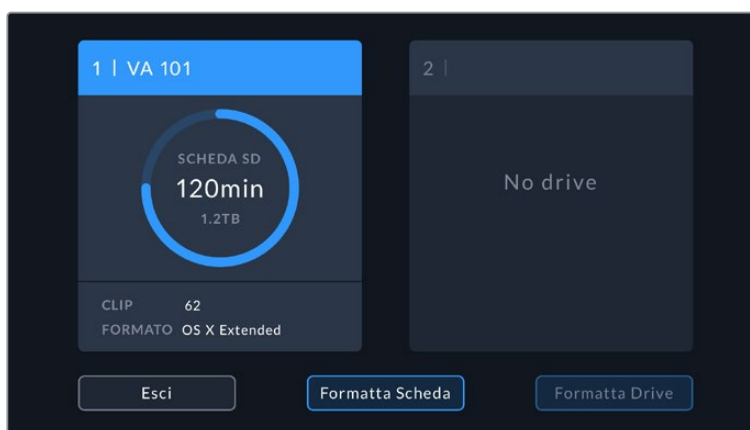 1 | VA 101
SCHEDA SD
120min
1.2TB
CLIP 62
FORMATO OS X Extended
2 |
No drive
Esci
Formatta Scheda
Formatta Drive